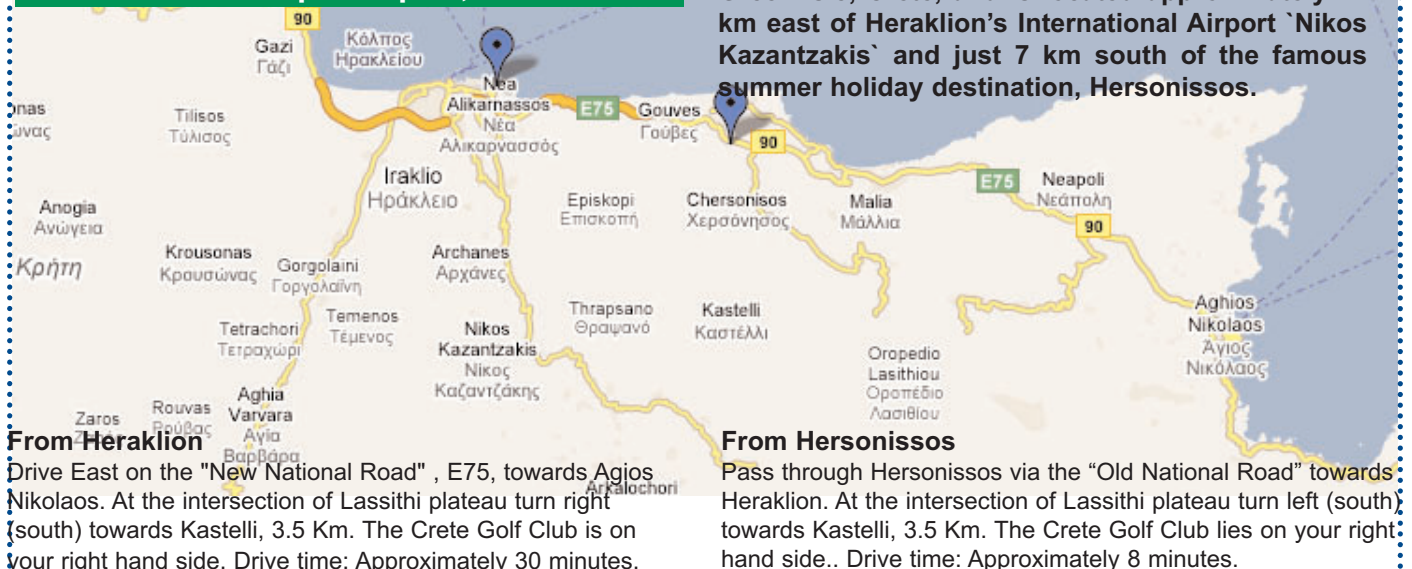 km east of Heraklion's International Airport `Nikos
Kazantzakis` and just 7 km south of the famous
summer holiday destination, Hersonissos.
90
Gazi
Γάζι
Κόλπος
Ηρακλείου
Nea
Alikarnassos
Νέα
Αλικαρνασσός
E75
Gouves
Γούβες
90
Tilisos
Τύλισος
Iraklio
Ηράκλειο
Episkopi
Επισκοπή
Chersonisos
Χερσόνησος
Malia
Μάλλια
E75
Neapoli
Νεάπολη
90
Anogia
Ανώγεια
Κρήτη
Krousonas
Κρουσώνας
Gorgolaini
Γοργολαΐνη
Archanes
Αρχάνες
Tetrachori
Τετραχώρι
Temenos
Τέμενος
Nikos
Kazantzakis
Νίκος
Καζαντζάκης
Thrapsano
Θραψανό
Kastelli
Καστέλλι
Oropedio
Lasithiou
Οροπέδιο
Λασιθίου
Aghios
Nikolaos
Άγιος
Νικόλαος
Zaros
Rouvas
Ρούβας
Aghia
Varvara
Αγία
Βαρβάρα
Arkalochori
From Heraklion
Drive East on the "New National Road" , E75, towards Agios
Nikolaos. At the intersection of Lassithi plateau turn right
(south) towards Kastelli, 3.5 Km. The Crete Golf Club is on
your right hand side. Drive time: Approximately 30 minutes.
From Hersonissos
Pass through Hersonissos via the “Old National Road” towards
Heraklion. At the intersection of Lassithi plateau turn left (south)
towards Kastelli, 3.5 Km. The Crete Golf Club lies on your right
hand side.. Drive time: Approximately 8 minutes.